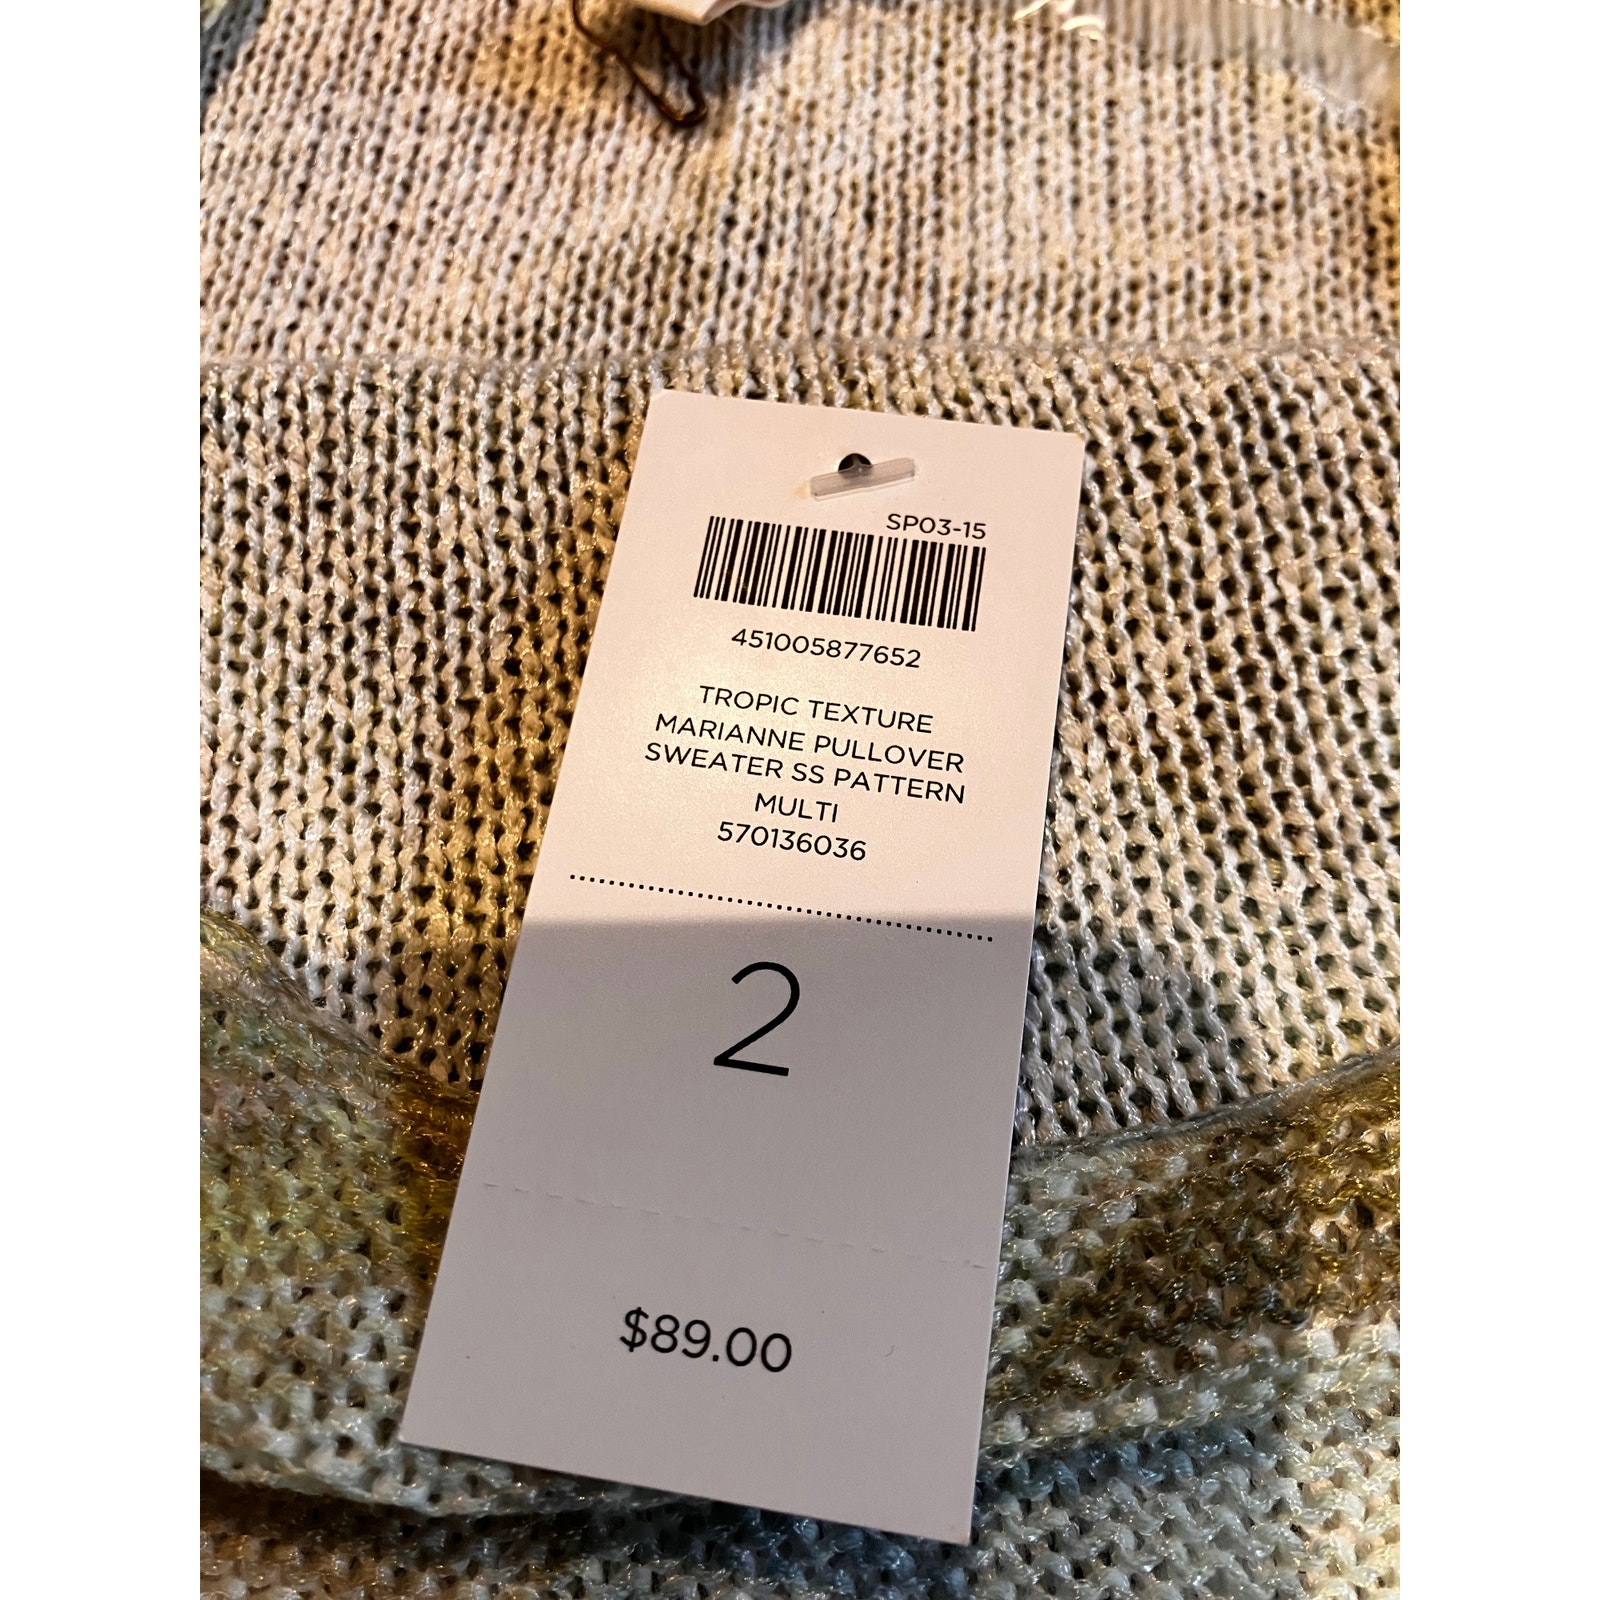 SP03-15
451005877652
TROPIC TEXTURE
MARIANNE PULLOVER
SWEATER SS PATTERN
MULTI
570136036
2
$89.00